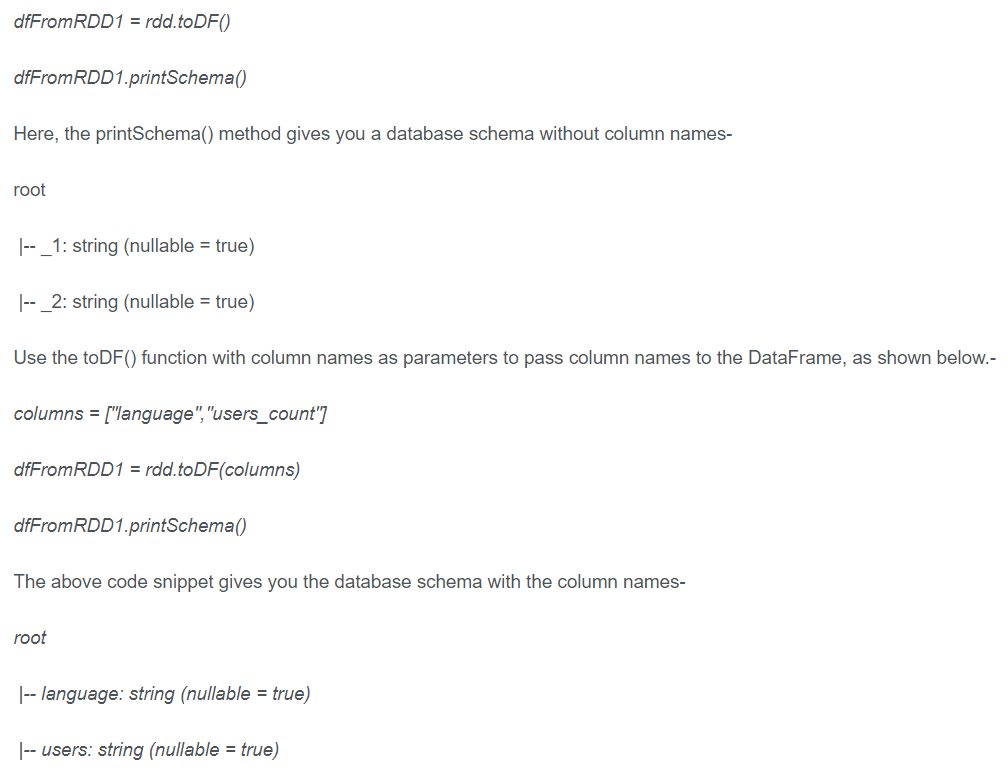 dfFromRDD1 = rdd.toDF()
dfFromRDD1.printSchema()
Here, the printSchema() method gives you a database schema without column names-
root
|-- _1: string (nullable = true)
|-- _2: string (nullable = true)
Use the toDF() function with column names as parameters to pass column names to the DataFrame, as shown below.-
columns = ["language","users_count"]
dfFromRDD1 = rdd.toDF(columns)
dfFromRDD1.printSchema()
The above code snippet gives you the database schema with the column names-
root
|-- language: string (nullable = true)
|-- users: string (nullable = true)